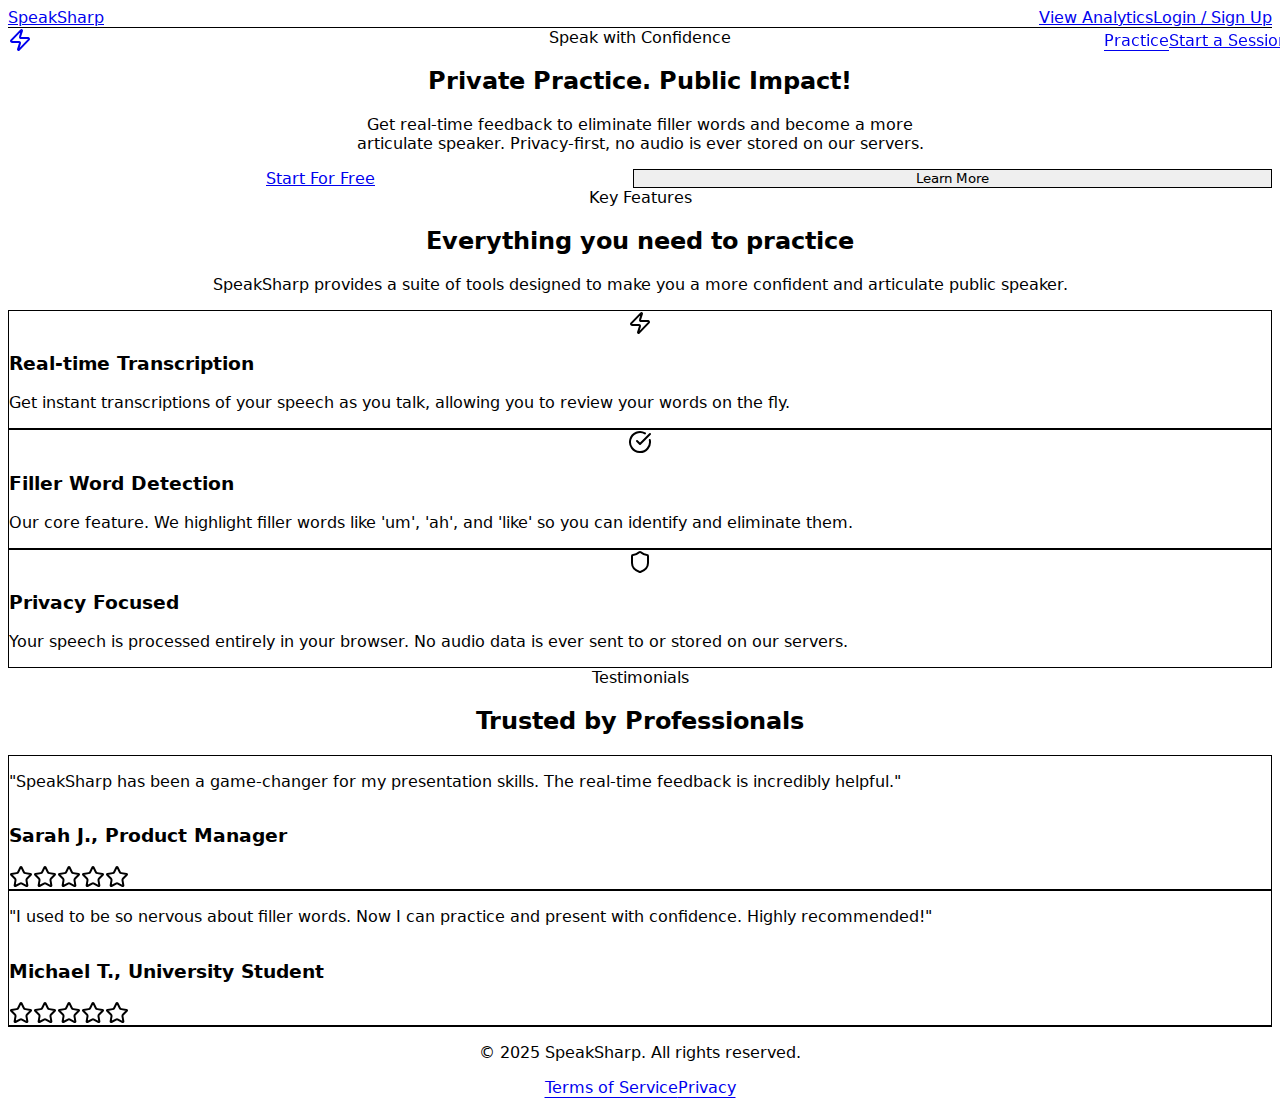 SpeakSharp
View Analytics Login / Sign Up
Speak with Confidence
Practice Start a Session
Private Practice. Public Impact!
Get real-time feedback to eliminate filler words and become a more
articulate speaker. Privacy-first, no audio is ever stored on our servers.
Start For Free
Learn More
Key Features
Everything you need to practice
SpeakSharp provides a suite of tools designed to make you a more confident and articulate public speaker.
Real-time Transcription
Get instant transcriptions of your speech as you talk, allowing you to review your words on the fly.
Filler Word Detection
Our core feature. We highlight filler words like 'um', 'ah', and 'like' so you can identify and eliminate them.
Privacy Focused
Your speech is processed entirely in your browser. No audio data is ever sent to or stored on our servers.
Testimonials
Trusted by Professionals
"SpeakSharp has been a game-changer for my presentation skills. The real-time feedback is incredibly helpful."
Sarah J., Product Manager
"I used to be so nervous about filler words. Now I can practice and present with confidence. Highly recommended!"
Michael T., University Student
© 2025 SpeakSharp. All rights reserved.
Terms of Service Privacy